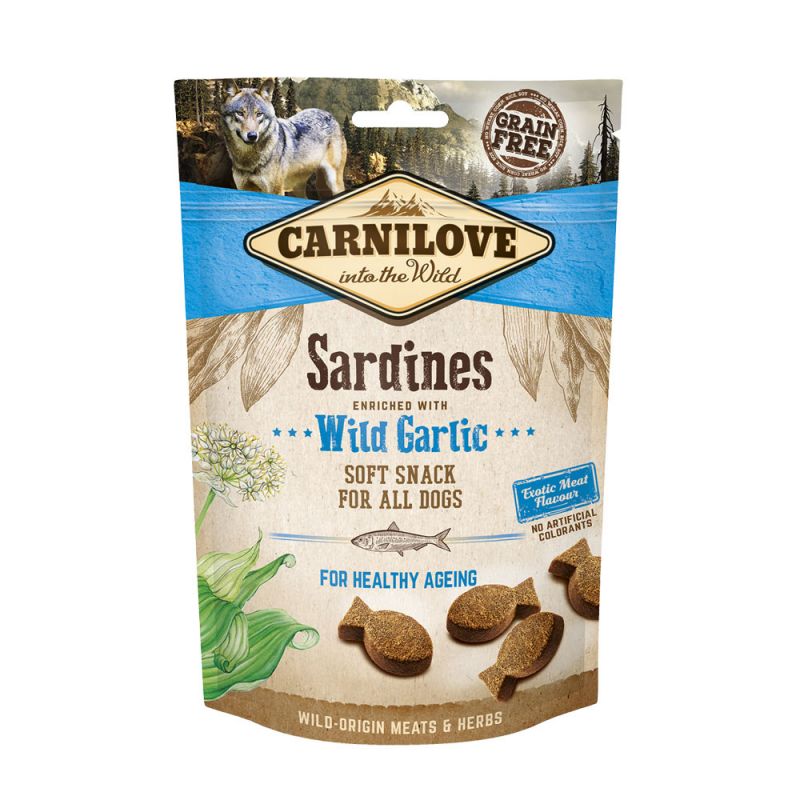 GRAIN
FREE
CARNILOVE
into the Wild
Sardines
ENRICHED WITH
Wild Garlic
SOFT SNACK
FOR ALL DOGS
Exotic Meat
Flavour
NO ARTIFICIAL
COLORANTS
FOR HEALTHY AGEING
WILD-ORIGIN MEATS & HERBS